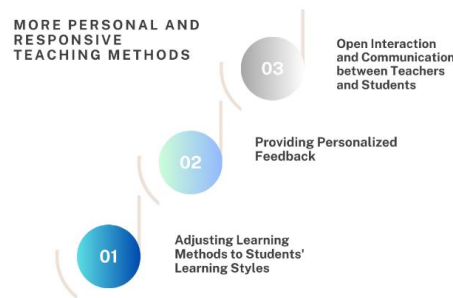 MORE PERSONAL AND
RESPONSIVE
TEACHING METHODS
03
Open Interaction
and Communication
between Teachers
and Students
02
Providing Personalized
Feedback
01
Adjusting Learning
Methods to Students'
Learning Styles